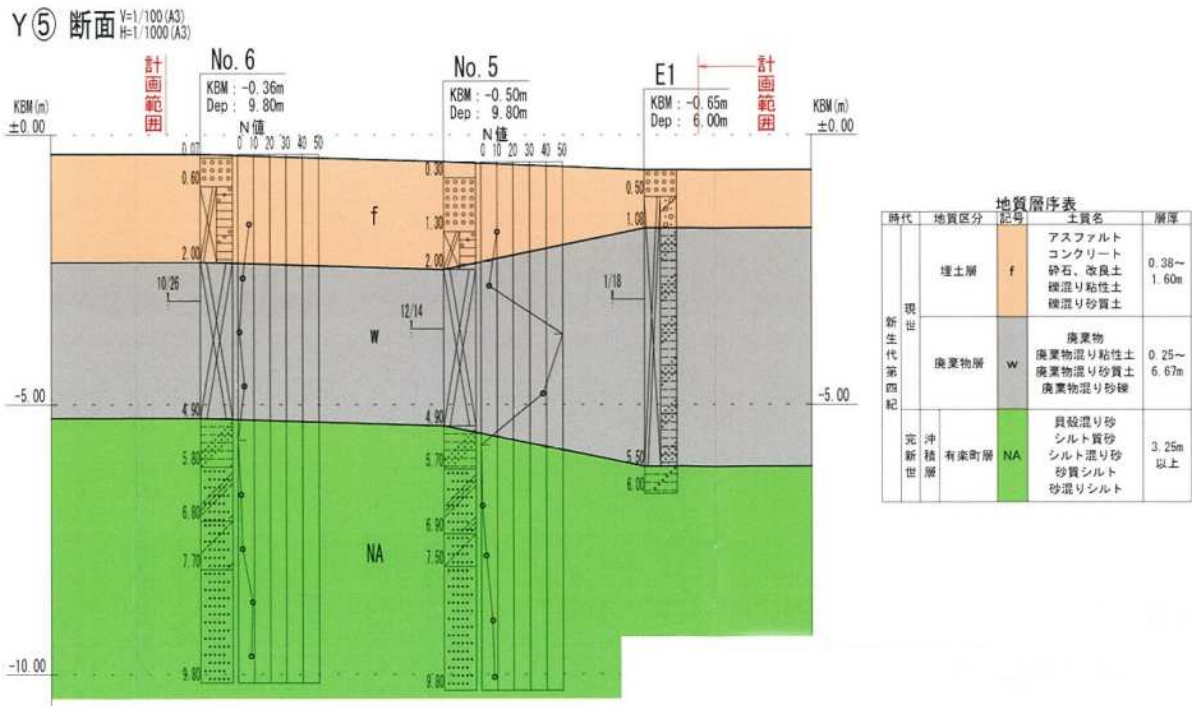 Y⑤ 断面 V=1/100(A3)
H=1/1000(A3)
計画範囲
No. 6
KBM : -0.36m
Dep : 9.80m
N値
0 10 20 30 40 50
No. 5
KBM : -0.50m
Dep : 9.80m
N値
0 10 20 30 40 50
E1
KBM : -0.65m
Dep : 6.00m
計画範囲
KBM(m)
±0.00
KBM(m)
±0.00
0.07
0.60
2.00
10/26
4.90
5.80
6.80
7.70
9.80
0.30
1.30
2.00
12/14
4.90
5.70
6.90
7.50
9.80
0.50
1.08
1/18
5.50
6.00
f
w
NA
-5.00
-5.00
-10.00
地質層序表
時代 地質区分 記号 土質名 層厚
新生代第四紀
現世
埋土層 f
アスファルト
コンクリート
砕石、改良土
礫混り粘性土
礫混り砂質土
0.38～
1.60m
廃棄物層 w
廃棄物
廃棄物混り粘性土
廃棄物混り砂質土
廃棄物混り砂礫
0.25～
6.67m
完新世
沖積層
有楽町層 NA
貝殻混り砂
シルト質砂
シルト混り砂
砂質シルト
砂混りシルト
3.25m
以上